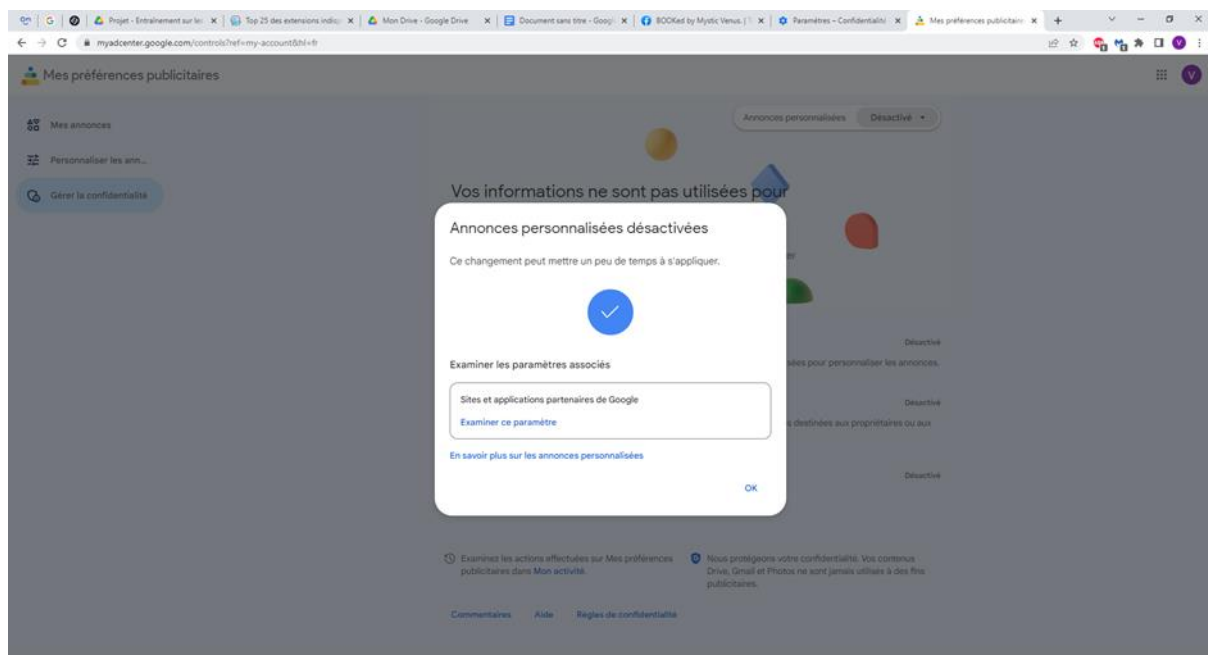 Projet - Entraînement sur le
Top 25 des extensions indisp
Mon Drive - Google Drive
Document sans titre - Googl
BOOKed by Mystic Venus. |
Paramètres – Confidentialité
Mes préférences publicitaire
myadcenter.google.com/controls?ref=my-account&hl=fr
V
Mes préférences publicitaires
V
Mes annonces
Annonces personnalisées Désactivé
Personnaliser les ann...
Gérer la confidentialité
Vos informations ne sont pas utilisées pour
Annonces personnalisées désactivées
Ce changement peut mettre un peu de temps à s'appliquer.
er
Désactivé
Examiner les paramètres associés
sées pour personnaliser les annonces.
Sites et applications partenaires de Google
Désactivé
Examiner ce paramètre
s destinées aux propriétaires ou aux
En savoir plus sur les annonces personnalisées
Désactivé
OK
Examinez les actions effectuées sur Mes préférences
publicitaires dans Mon activité.
Nous protégeons votre confidentialité. Vos contenus
Drive, Gmail et Photos ne sont jamais utilisés à des fins
publicitaires.
Commentaires Aide Règles de confidentialité